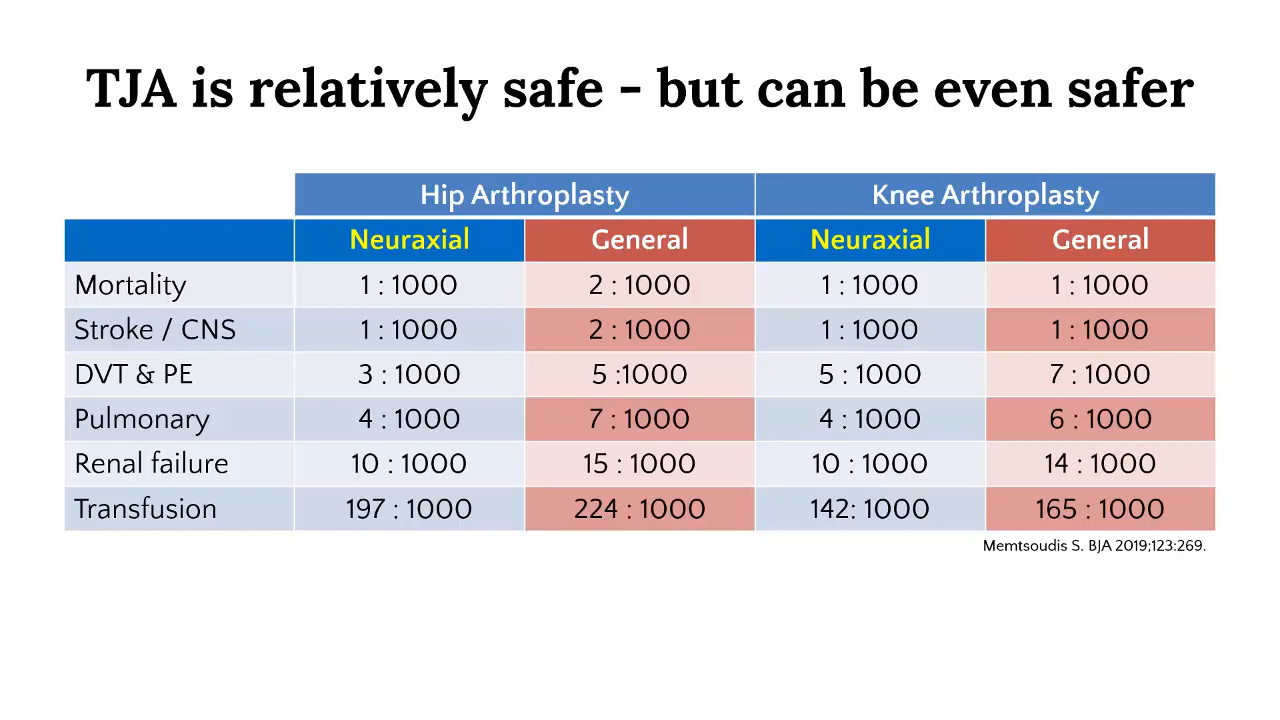 TJA is relatively safe - but can be even safer
Hip Arthroplasty Knee Arthroplasty
Neuraxial General Neuraxial General
Mortality 1 : 1000 2 : 1000 1 : 1000 1 : 1000
Stroke / CNS 1 : 1000 2 : 1000 1 : 1000 1 : 1000
DVT & PE 3 : 1000 5 :1000 5 : 1000 7 : 1000
Pulmonary 4 : 1000 7 : 1000 4 : 1000 6 : 1000
Renal failure 10 : 1000 15 : 1000 10 : 1000 14 : 1000
Transfusion 197 : 1000 224 : 1000 142: 1000 165 : 1000
Memtsoudis S. BJA 2019;123:269.